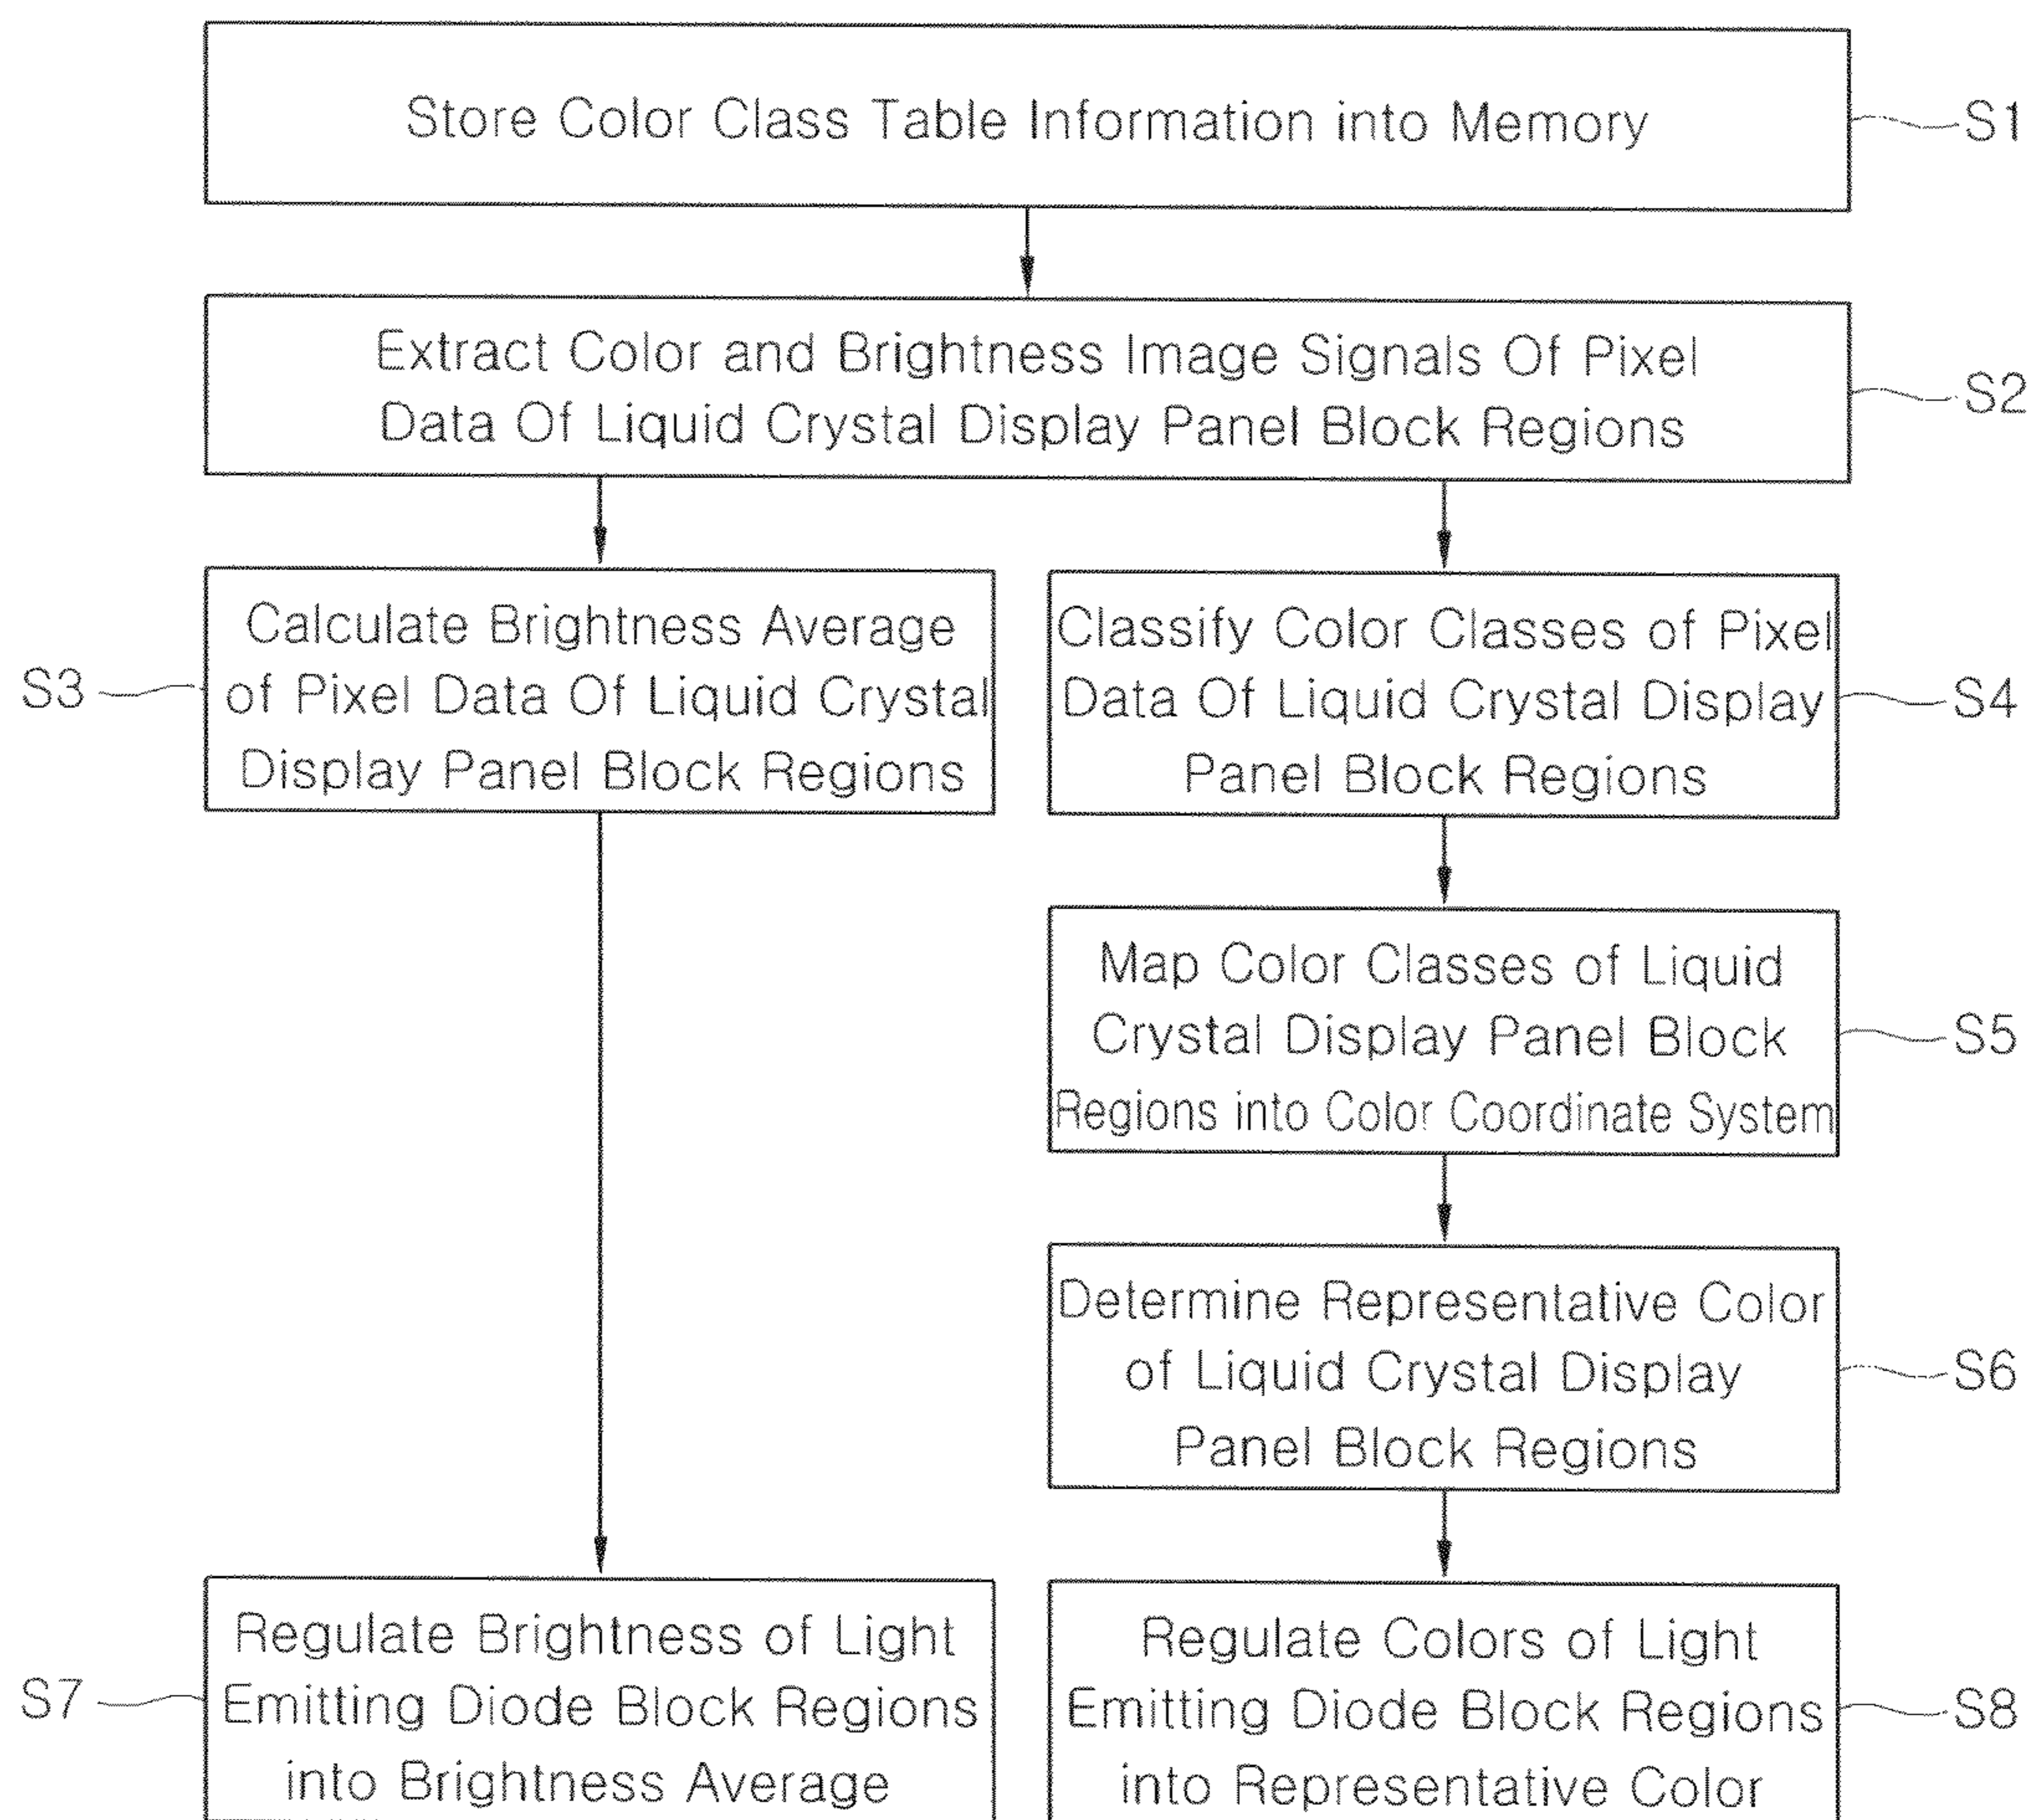 Store Color Class Table Information into Memory
S1
Extract Color and Brightness Image Signals Of Pixel
Data Of Liquid Crystal Display Panel Block Regions
S2
Calculate Brightness Average
of Pixel Data Of Liquid Crystal
Display Panel Block Regions
S3
Classify Color Classes of Pixel
Data Of Liquid Crystal Display
Panel Block Regions
S4
Map Color Classes of Liquid
Crystal Display Panel Block
Regions into Color Coordinate System
S5
Determine Representative Color
of Liquid Crystal Display
Panel Block Regions
S6
Regulate Brightness of Light
Emitting Diode Block Regions
into Brightness Average
S7
Regulate Colors of Light
Emitting Diode Block Regions
into Representative Color
S8